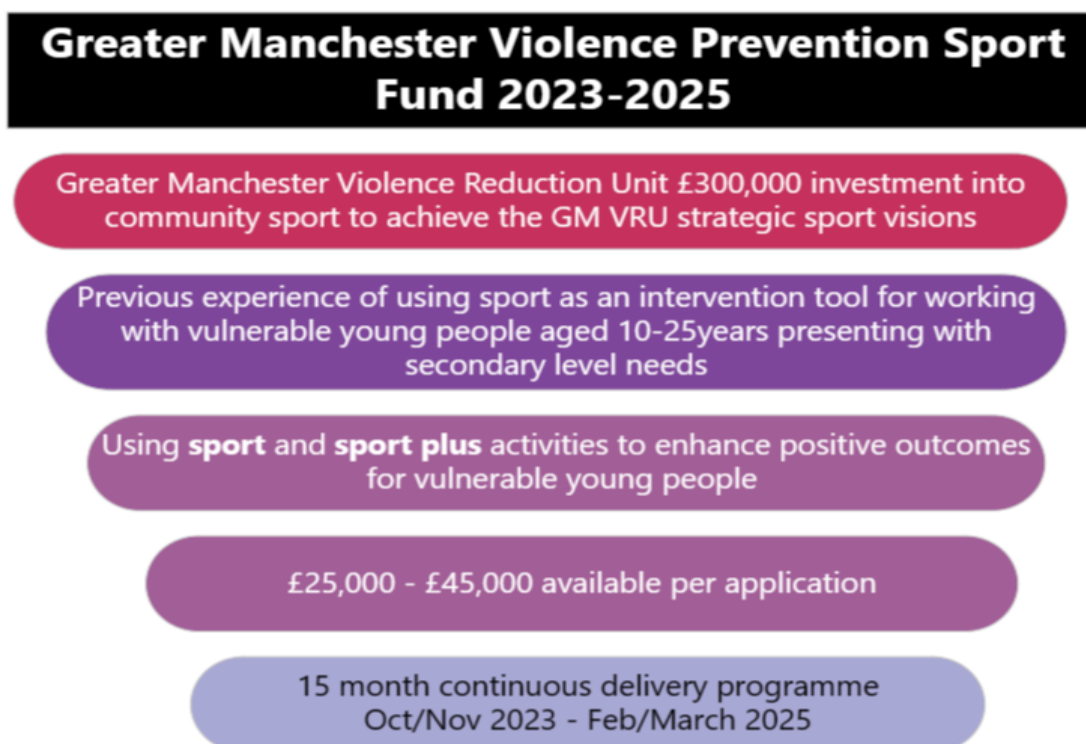 Greater Manchester Violence Prevention Sport
Fund 2023-2025
Greater Manchester Violence Reduction Unit £300,000 investment into
community sport to achieve the GM VRU strategic sport visions
Previous experience of using sport as an intervention tool for working
with vulnerable young people aged 10-25years presenting with
secondary level needs
Using sport and sport plus activities to enhance positive outcomes
for vulnerable young people
£25,000 - £45,000 available per application
15 month continuous delivery programme
Oct/Nov 2023 - Feb/March 2025